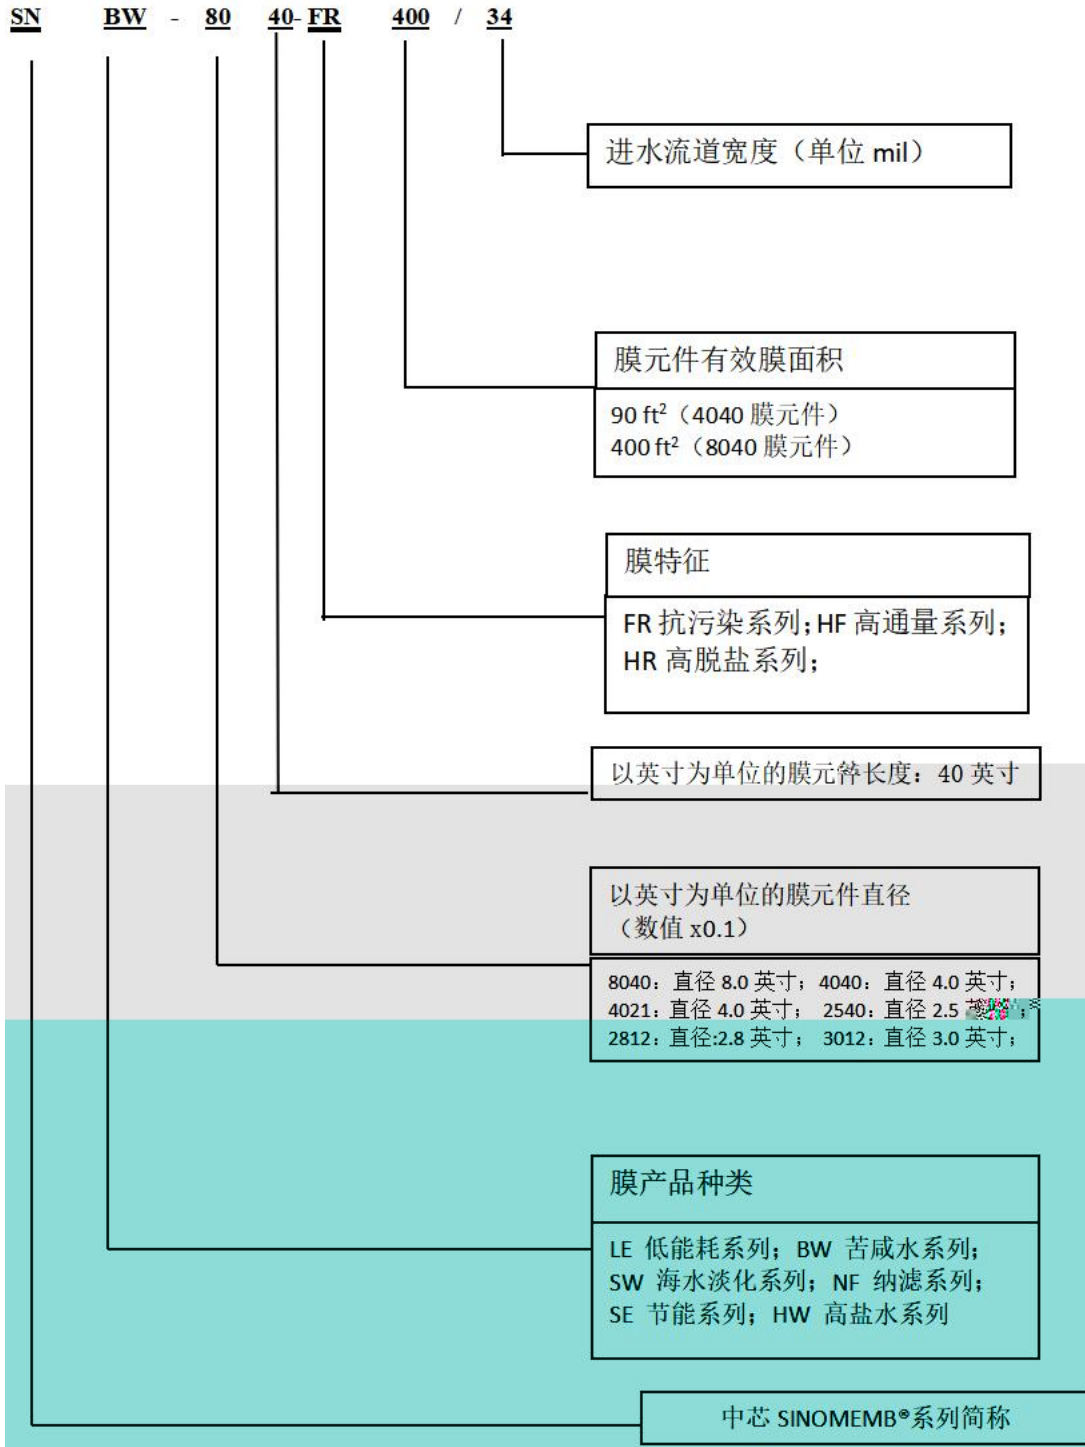 SN BW - 80 40- FR 400 / 34
进水流道宽度（单位 mil）
膜元件有效膜面积
90 ft²（4040 膜元件）
400 ft²（8040 膜元件）
膜特征
FR 抗污染系列；HF 高通量系列；
HR 高脱盐系列；
以英寸为单位的膜元 长度：40 英寸
以英寸为单位的膜元件直径
（数值 x0.1）
8040：直径 8.0 英寸；4040：直径 4.0 英寸；
4021：直径 4.0 英寸； 2540：直径 2.5
2812：直径:2.8 英寸； 3012：直径 3.0 英寸；
膜产品种类
LE 低能耗系列；BW 苦咸水系列；
SW 海水淡化系列；NF 纳滤系列；
SE 节能系列；HW 高盐水系列
中芯 SINOMEMB®系列简称